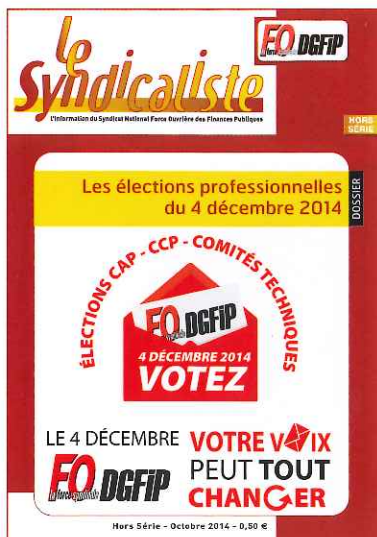 le
Syndicaliste
L'information du Syndicat National Force Ouvrière des Finances Publiques
FO DGFiP
HORS
SÉRIE
Les élections professionnelles
du 4 décembre 2014
DOSSIER
ÉLECTIONS CAP - CCP - COMITÉS TECHNIQUES
FO DGFiP
4 DÉCEMBRE 2014
VOTEZ
LE 4 DÉCEMBRE
FO DGFiP
VOTRE VOIX
PEUT TOUT
CHANGER
Hors Série - Octobre 2014 - 0,50 €